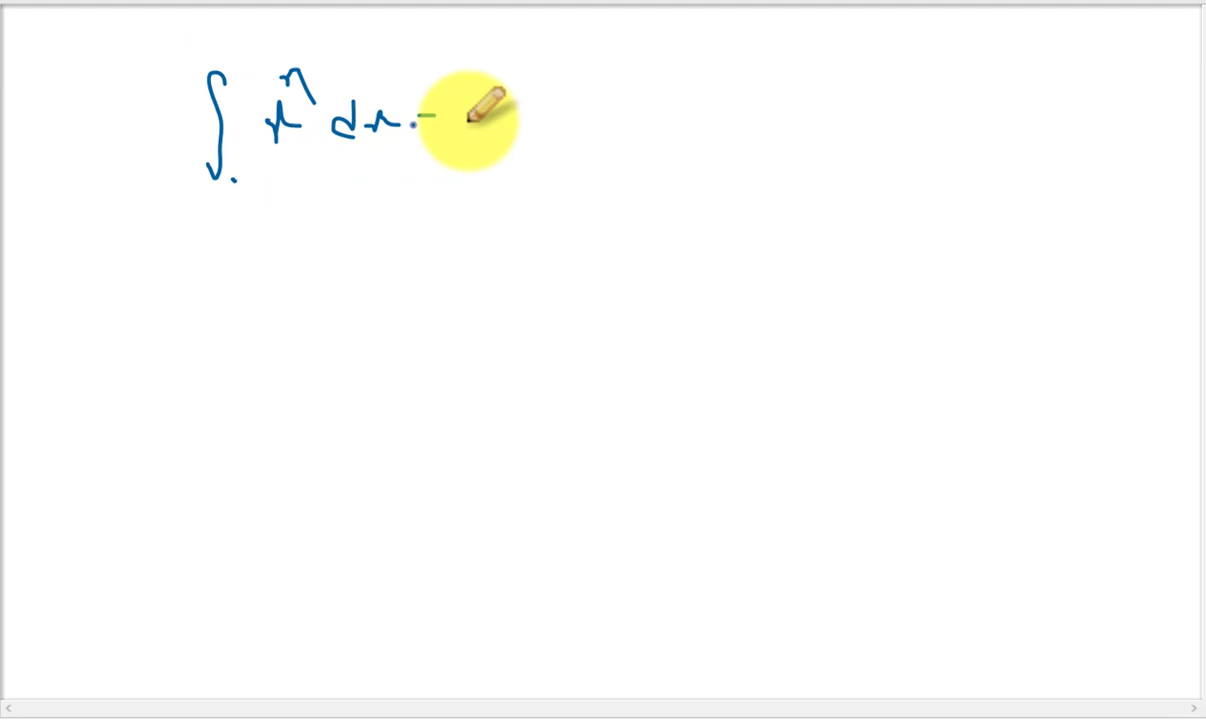 ∫ xⁿ dx. =